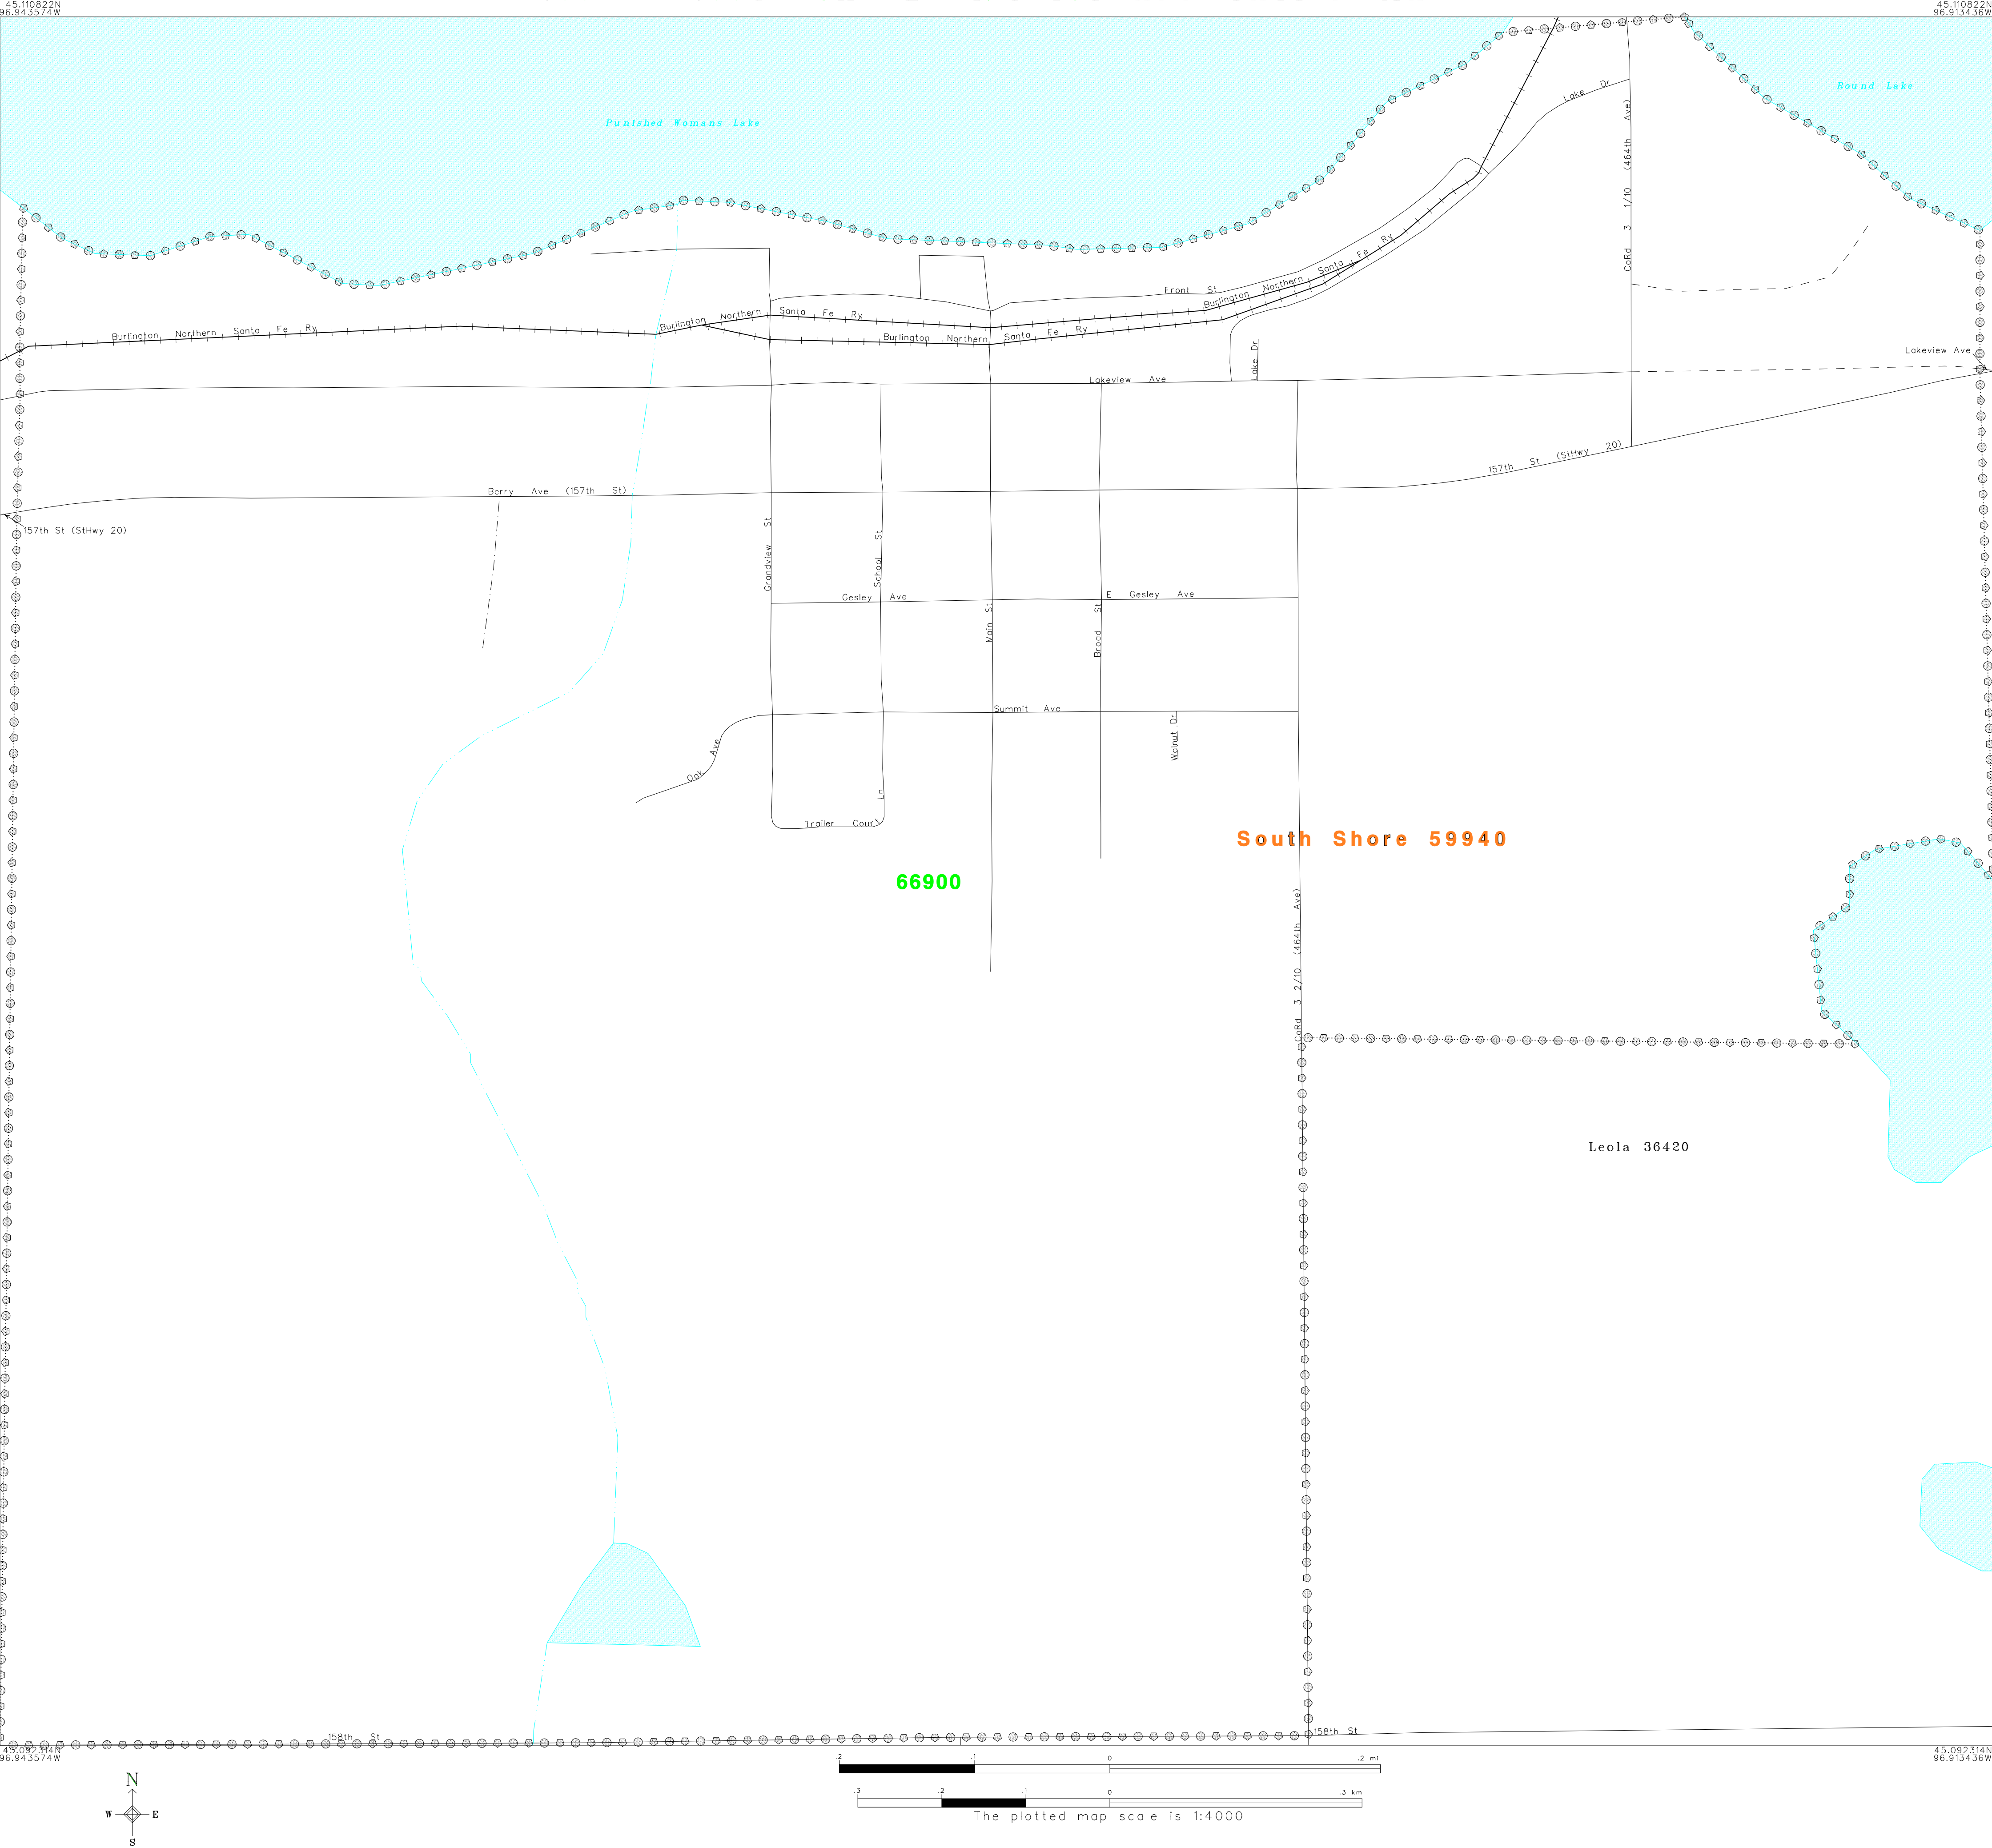 45.110822N
96.943574W
45.110822N
96.913436W
Round Lake
Lake Dr
Punished Womans Lake
CoRd 3 1/10 (464th Ave)
Front St
Burlington Northern Santa Fe Ry
Burlington Northern Santa Fe Ry
Burlington Northern Santa Fe Ry
Burlington Northern Santa Fe Ry
Lake Dr
Lakeview Ave
Lakeview Ave
157th St (StHwy 20)
Berry Ave (157th St)
157th St (StHwy 20)
Grandview St
School St
Gesley Ave
E Gesley Ave
Main St
Broad St
Summit Ave
Walnut Dr
Oak Ave
Trailer Court Ln
South Shore 59940
66900
CoRd 3 2/10 (464th Ave)
Leola 36420
158th St
158th St
45.092314N
96.943574W
45.092314N
96.913436W
.2 .1 0 .2 mi
.3 .2 .1 0 .3 km
The plotted map scale is 1:4000
N
W E
S